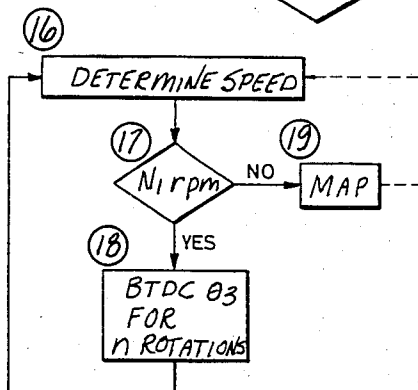 16
DETERMINE SPEED
17
N1 rpm
NO
19
MAP
YES
18
BTDC θ3
FOR
n ROTATIONS